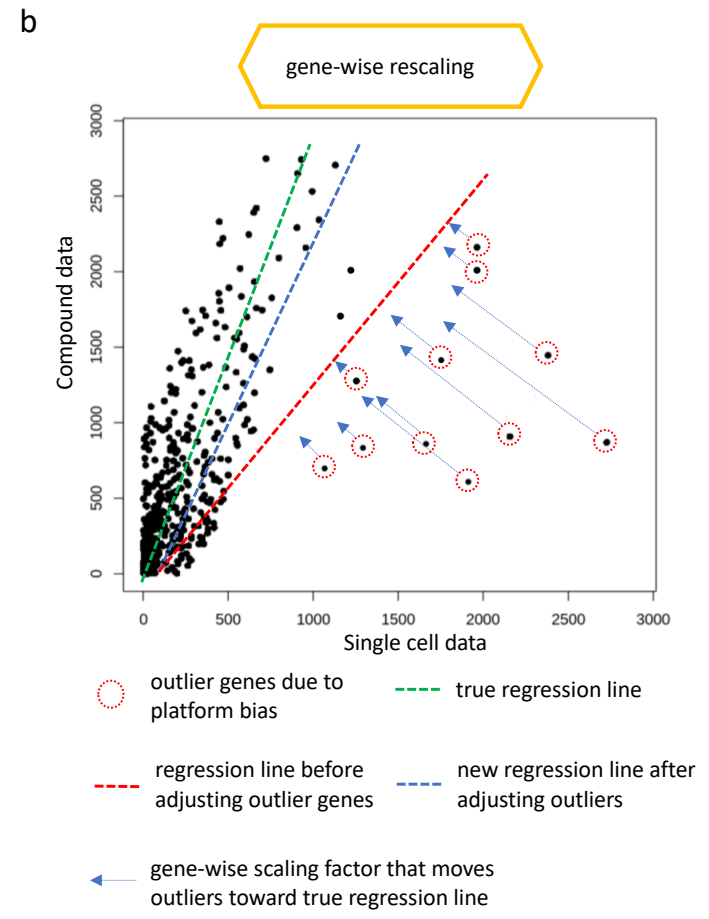 b
gene-wise rescaling
3000
2500
2000
1500
1000
500
0
Compound data
0 500 1000 1500 2000 2500 3000
Single cell data
outlier genes due to
platform bias
true regression line
regression line before
adjusting outlier genes
new regression line after
adjusting outliers
gene-wise scaling factor that moves
outliers toward true regression line